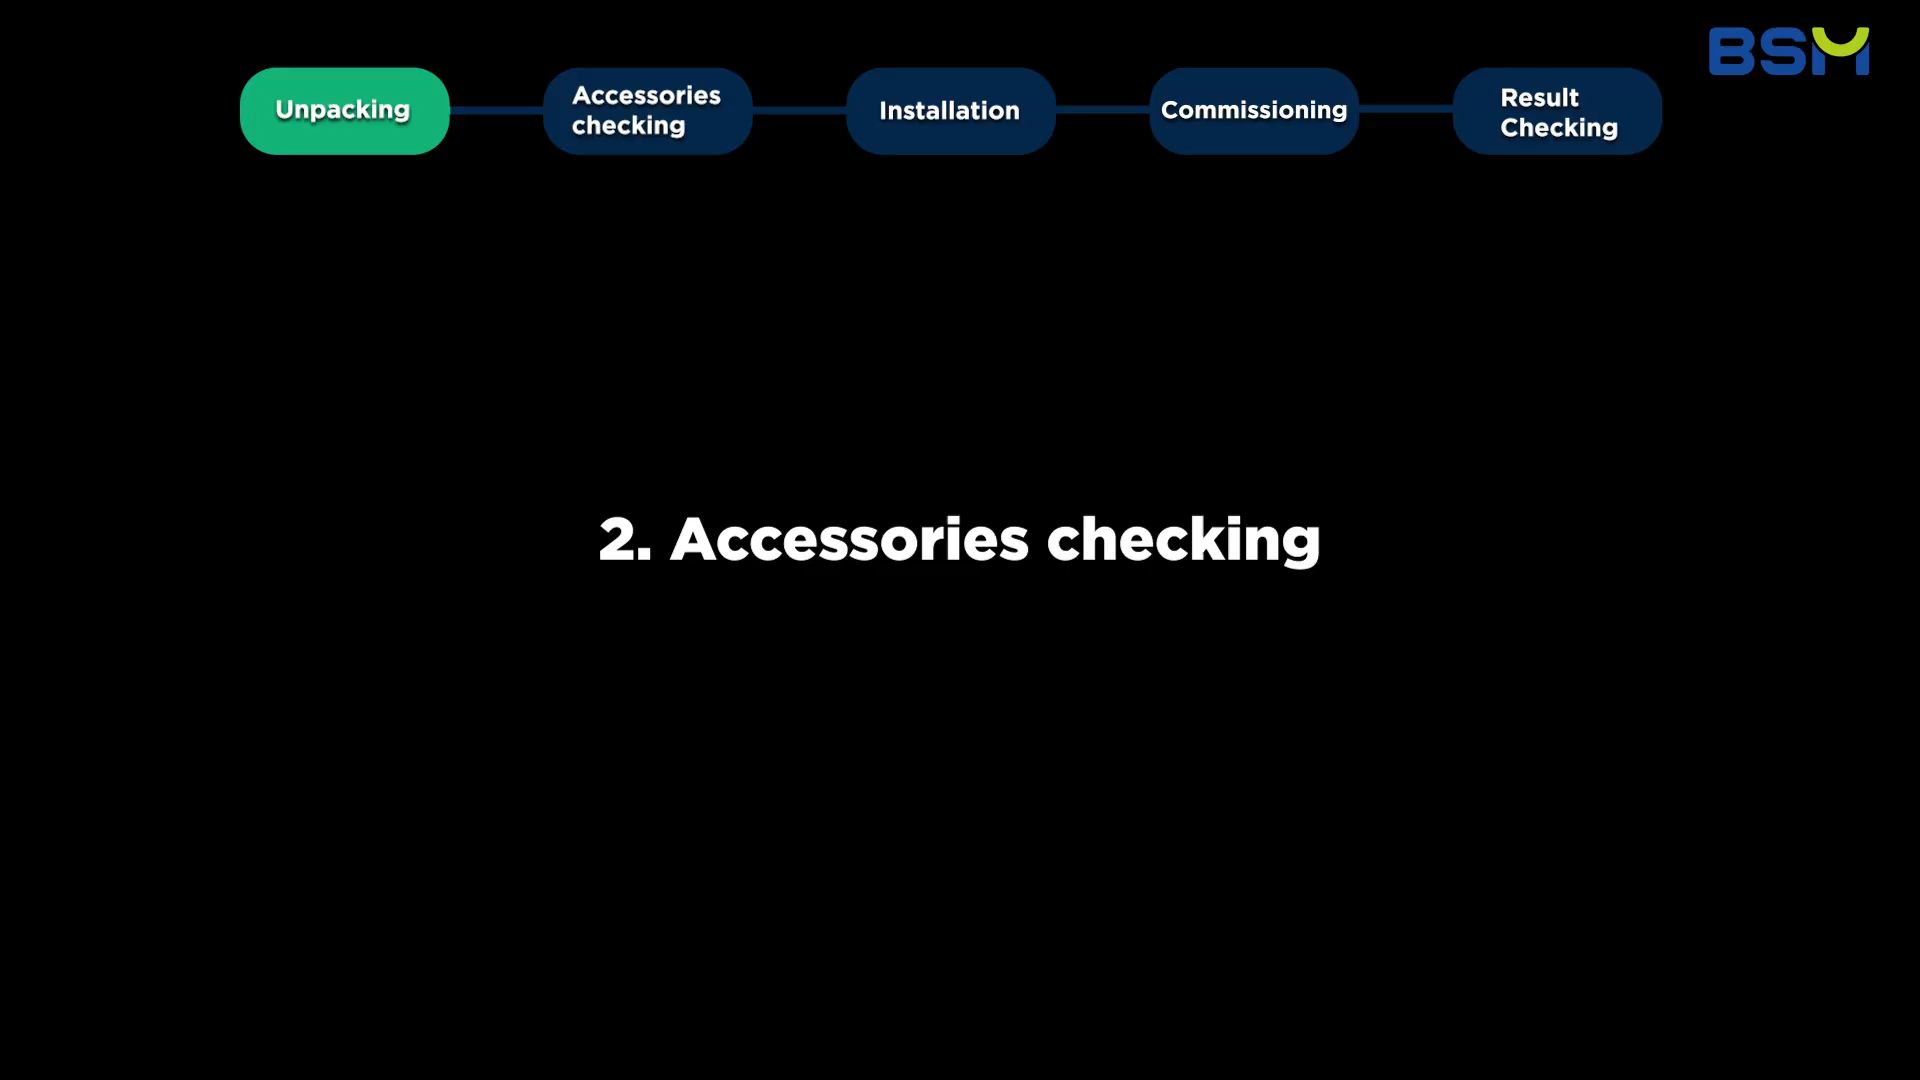 BSM
Unpacking
Accessories
checking
Installation
Commissioning
Result
Checking
2. Accessories checking